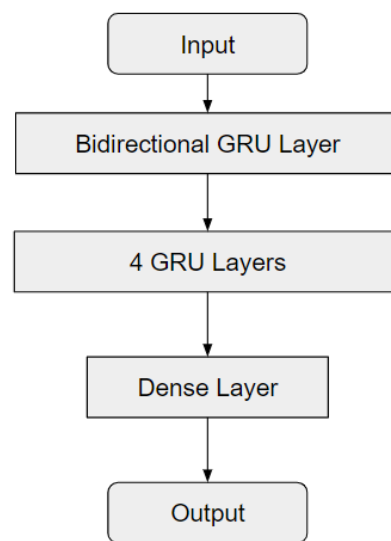 Input
Bidirectional GRU Layer
4 GRU Layers
Dense Layer
Output